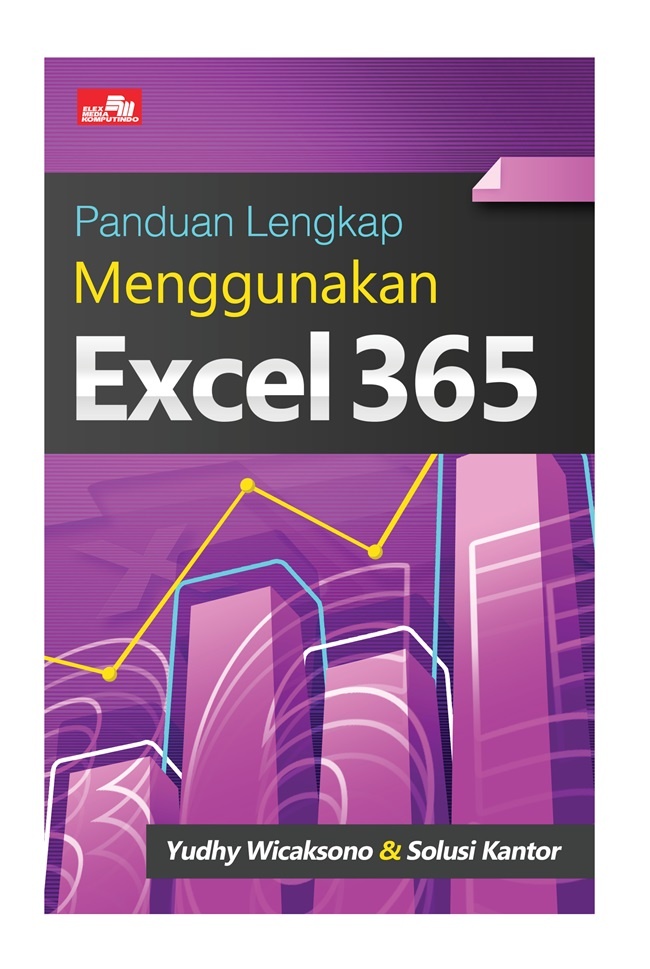 ELEX
MEDIA
KOMPUTINDO
Panduan Lengkap
Menggunakan
Excel 365
Yudhy Wicaksono & Solusi Kantor